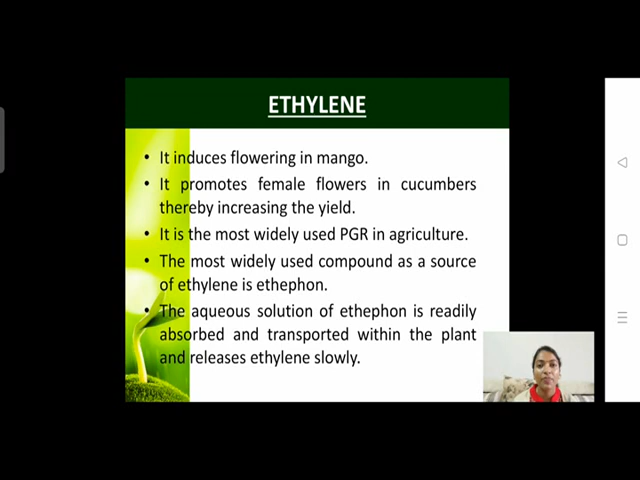 ETHYLENE
• It induces flowering in mango.
• It promotes female flowers in cucumbers
thereby increasing the yield.
• It is the most widely used PGR in agriculture.
• The most widely used compound as a source
of ethylene is ethephon.
• The aqueous solution of ethephon is readily
absorbed and transported within the plant
and releases ethylene slowly.